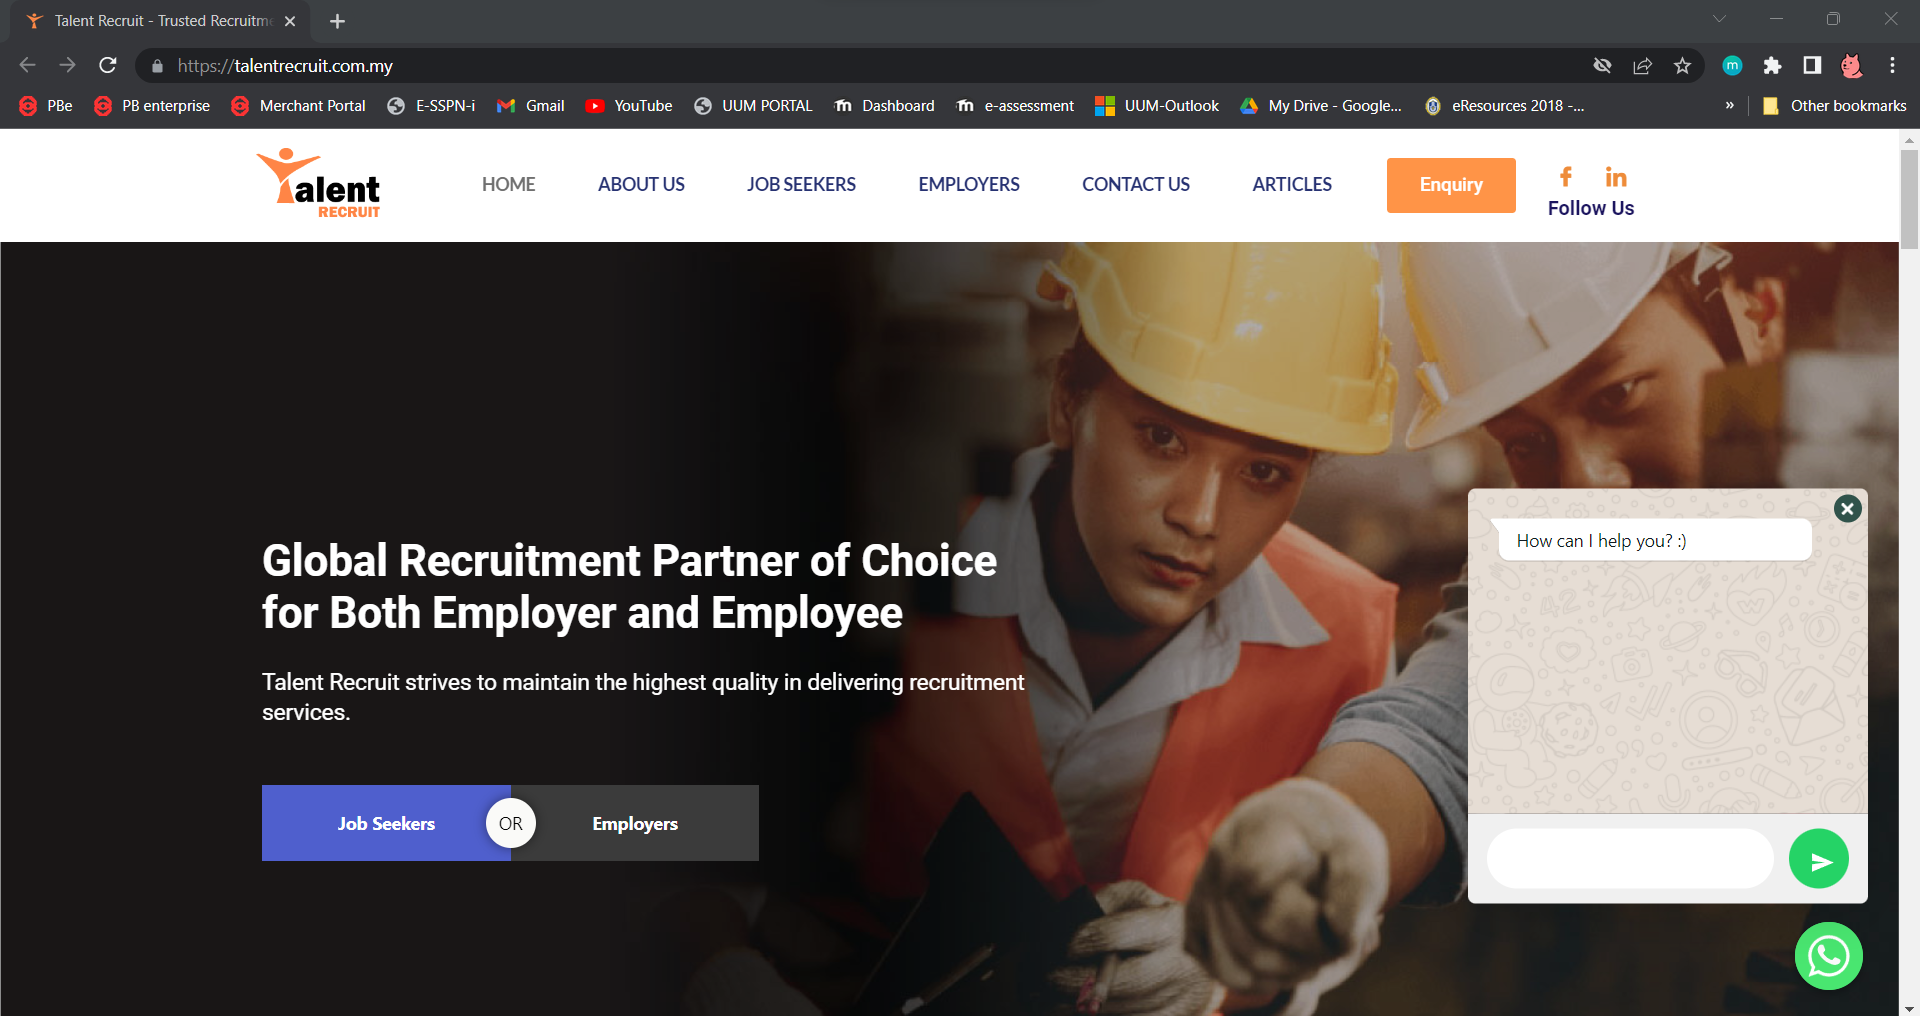 Talent Recruit - Trusted Recruitme
https://talentrecruit.com.my
m
PBe
PB enterprise
Merchant Portal
E-SSPN-i
Gmail
YouTube
UUM PORTAL
Dashboard
e-assessment
UUM-Outlook
My Drive - Google...
eResources 2018 -...
»
Other bookmarks
Talent
RECRUIT
HOME
ABOUT US
JOB SEEKERS
EMPLOYERS
CONTACT US
ARTICLES
Enquiry
Follow Us
Global Recruitment Partner of Choice
for Both Employer and Employee
Talent Recruit strives to maintain the highest quality in delivering recruitment
services.
Job Seekers
OR
Employers
How can I help you? :)